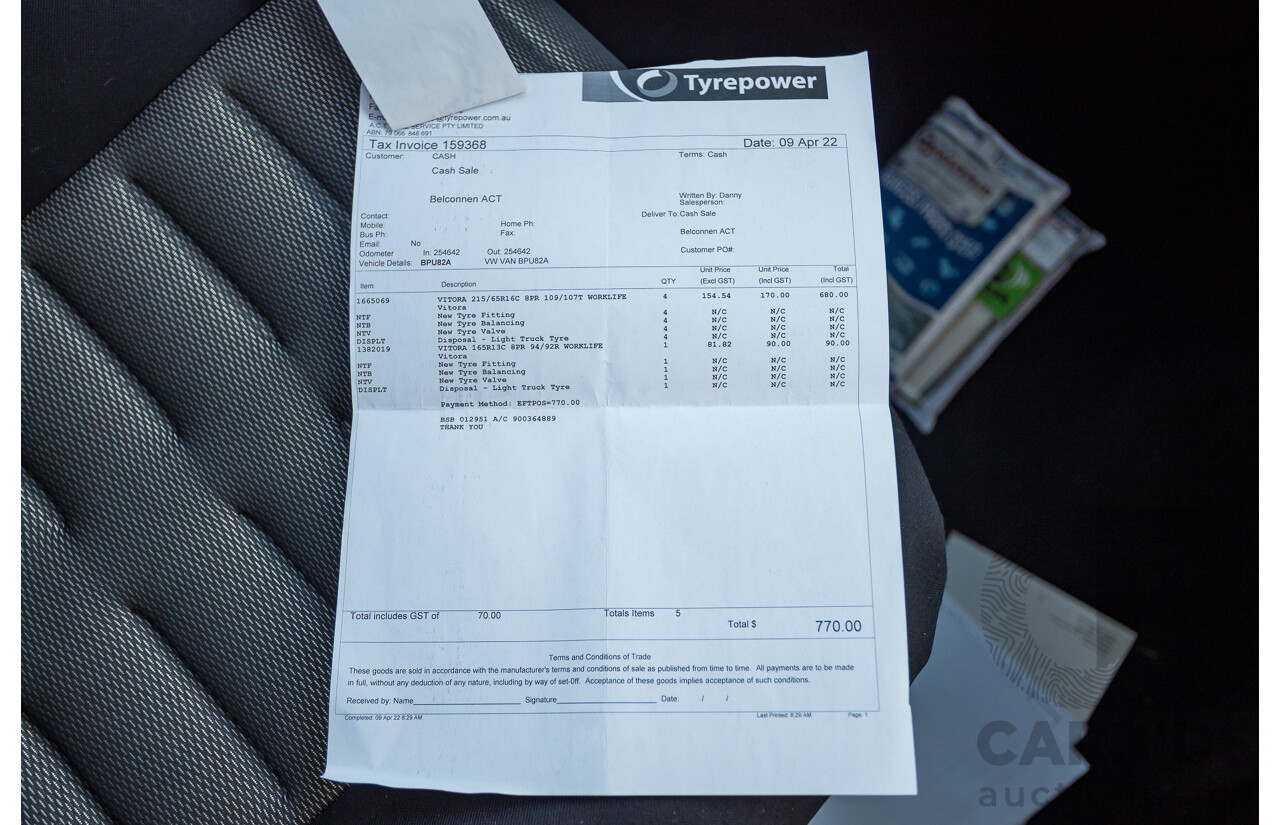 Tyrepower
@tyrepower.com.au
SERVICE PTY LIMITED
ABN: 79 066 848 691
Tax Invoice 159368
Date: 09 Apr 22
Customer: CASH
Terms: Cash
Cash Sale
Belconnen ACT
Written By: Danny
Salesperson:
Contact:
Deliver To: Cash Sale
Mobile:
Home Ph:
Bus Ph:
Fax:
Belconnen ACT
Email: No
Odometer In: 254642 Out: 254642
Customer PO#:
Vehicle Details: BPU82A VW VAN BPU82A
Item Description QTY Unit Price (Excl GST) Unit Price (Incl GST) Total (Incl GST)
1665069 VITORA 215/65R16C 8PR 109/107T WORKLIFE 4 154.54 170.00 680.00
Vitora
NTF New Tyre Fitting 4 N/C N/C N/C
NTB New Tyre Balancing 4 N/C N/C N/C
NTV New Tyre Valve 4 N/C N/C N/C
DISPLT Disposal - Light Truck Tyre 4 N/C N/C N/C
1382019 VITORA 165R13C 8PR 94/92R WORKLIFE 1 81.82 90.00 90.00
Vitora
NTF New Tyre Fitting 1 N/C N/C N/C
NTB New Tyre Balancing 1 N/C N/C N/C
NTV New Tyre Valve 1 N/C N/C N/C
DISPLT Disposal - Light Truck Tyre 1 N/C N/C N/C
Payment Method: EFTPOS=770.00
BSB 012951 A/C 900364889
THANK YOU
Total includes GST of 70.00
Totals Items 5
Total $ 770.00
Terms and Conditions of Trade
These goods are sold in accordance with the manufacturer's terms and conditions of sale as published from time to time. All payments are to be made
in full, without any deduction of any nature, including by way of set-0ff. Acceptance of these goods implies acceptance of such conditions.
Received by: Name Signature Date: / /
Completed: 09 Apr 22 8:29 AM
Last Printed: 8:29 AM
Page: 1